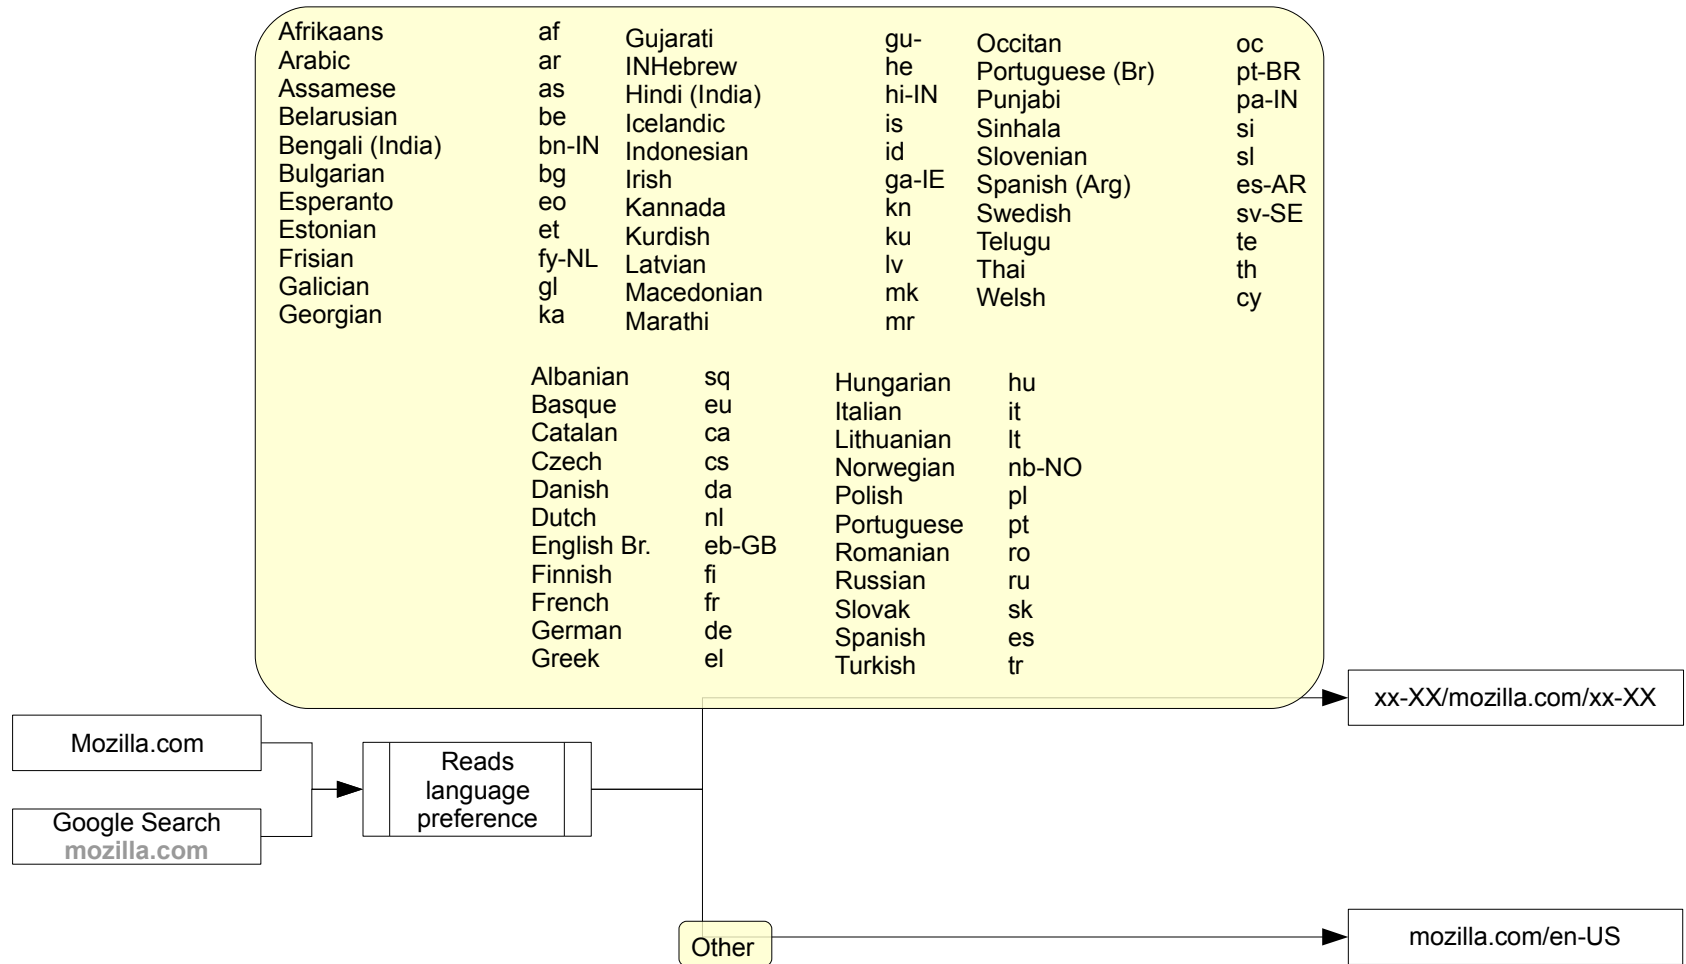 Afrikaans af
Arabic ar
Assamese as
Belarusian be
Bengali (India) bn-IN
Bulgarian bg
Esperanto eo
Estonian et
Frisian fy-NL
Galician gl
Georgian ka
Gujarati gu-
INHebrew he
Hindi (India) hi-IN
Icelandic is
Indonesian id
Irish ga-IE
Kannada kn
Kurdish ku
Latvian lv
Macedonian mk
Marathi mr
Occitan oc
Portuguese (Br) pt-BR
Punjabi pa-IN
Sinhala si
Slovenian sl
Spanish (Arg) es-AR
Swedish sv-SE
Telugu te
Thai th
Welsh cy
Albanian sq
Basque eu
Catalan ca
Czech cs
Danish da
Dutch nl
English Br. eb-GB
Finnish fi
French fr
German de
Greek el
Hungarian hu
Italian it
Lithuanian lt
Norwegian nb-NO
Polish pl
Portuguese pt
Romanian ro
Russian ru
Slovak sk
Spanish es
Turkish tr
xx-XX/mozilla.com/xx-XX
Mozilla.com
Google Search
mozilla.com
Reads
language
preference
Other
mozilla.com/en-US